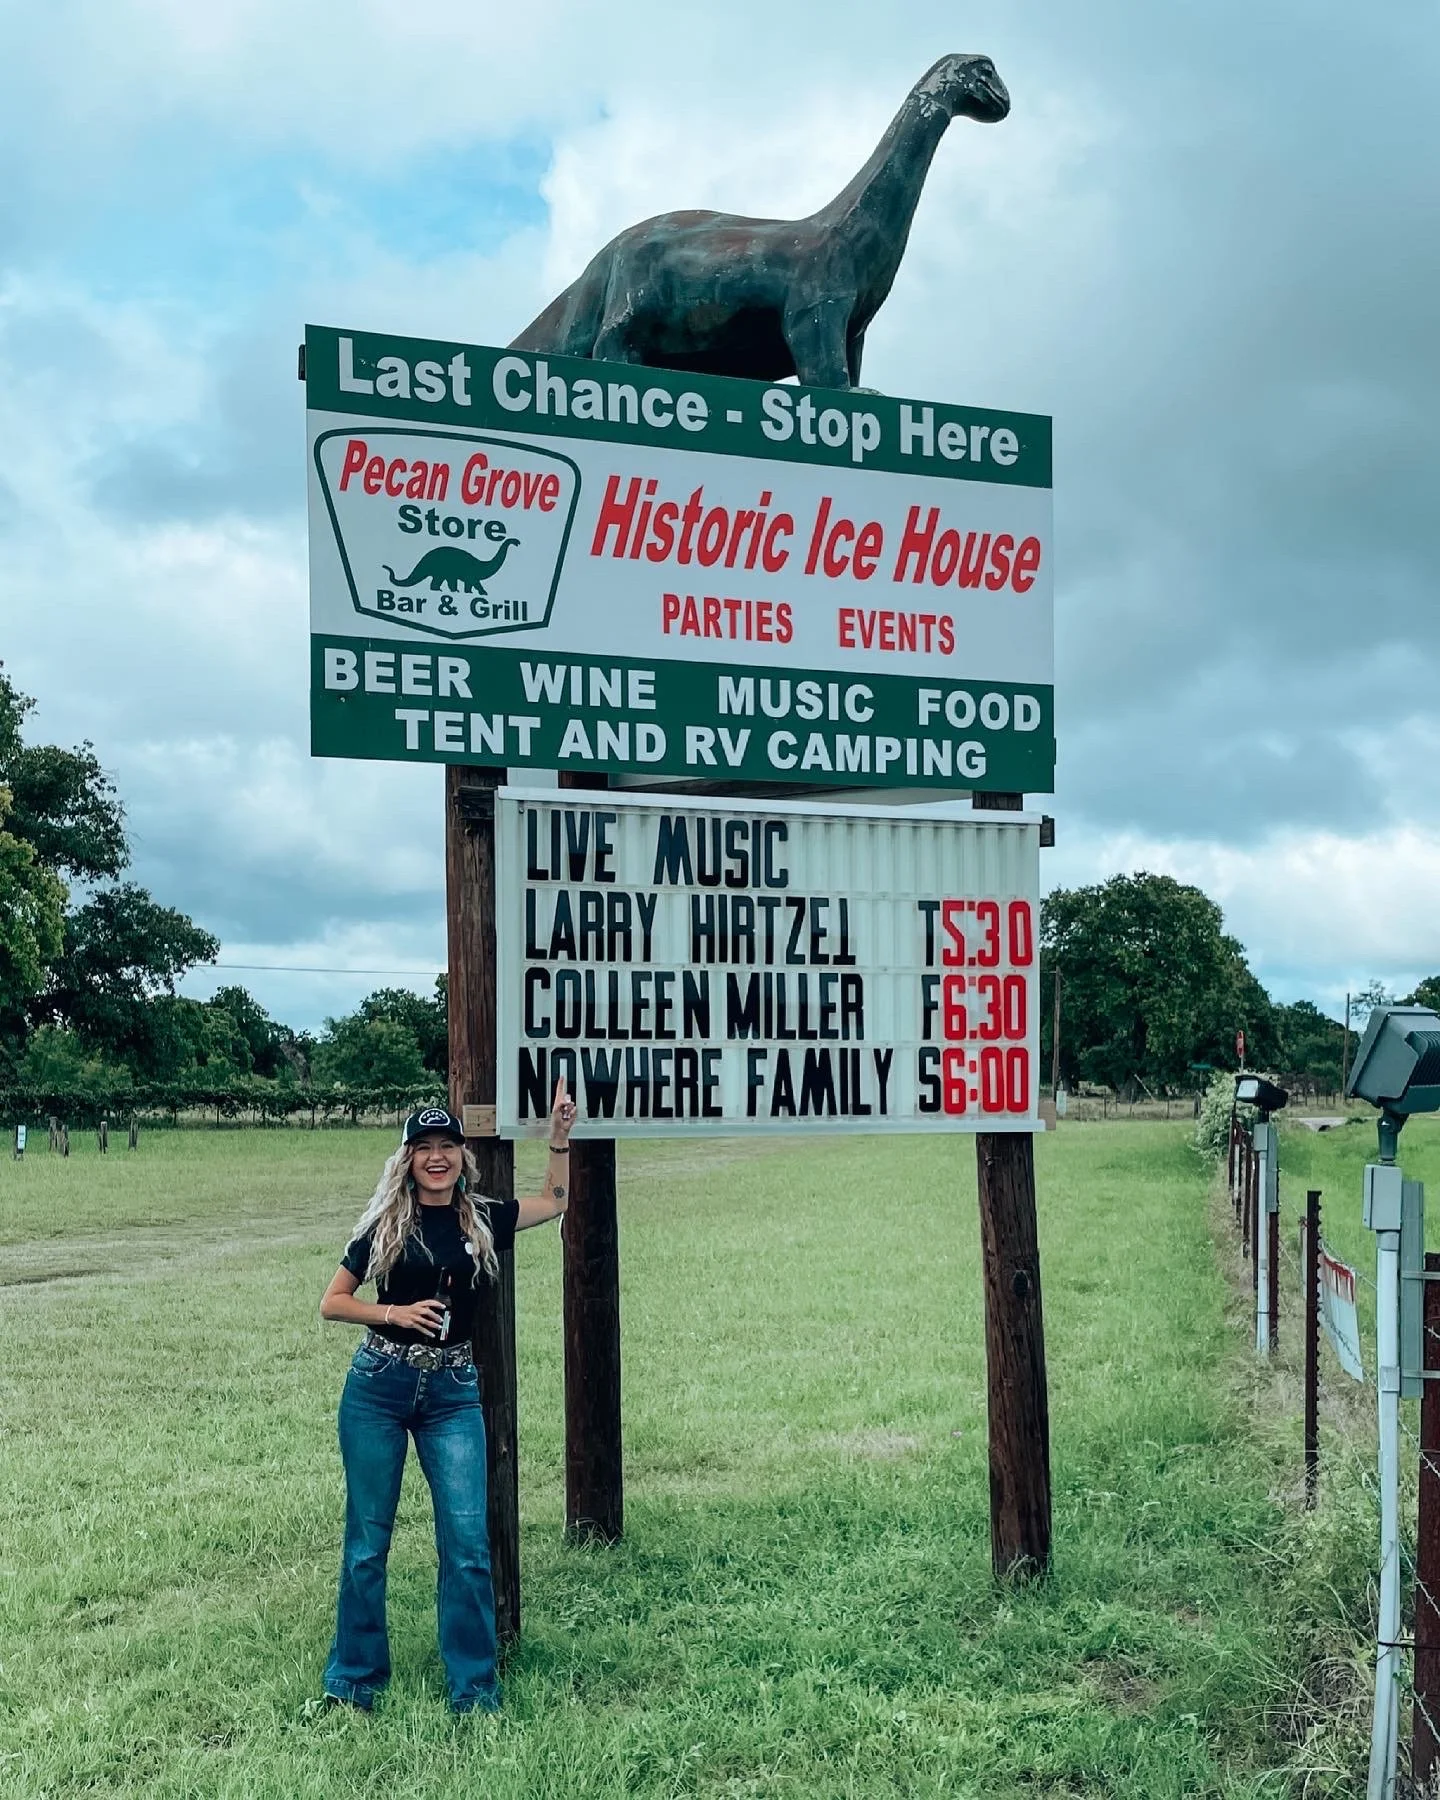 Last Chance - Stop Here
Pecan Grove
Store
Bar & Grill
Historic Ice House
PARTIES EVENTS
BEER WINE MUSIC FOOD
TENT AND RV CAMPING
LIVE MUSIC
LARRY HIRTZEL T5:30
COLLEEN MILLER F6:30
NOWHERE FAMILY S6:00